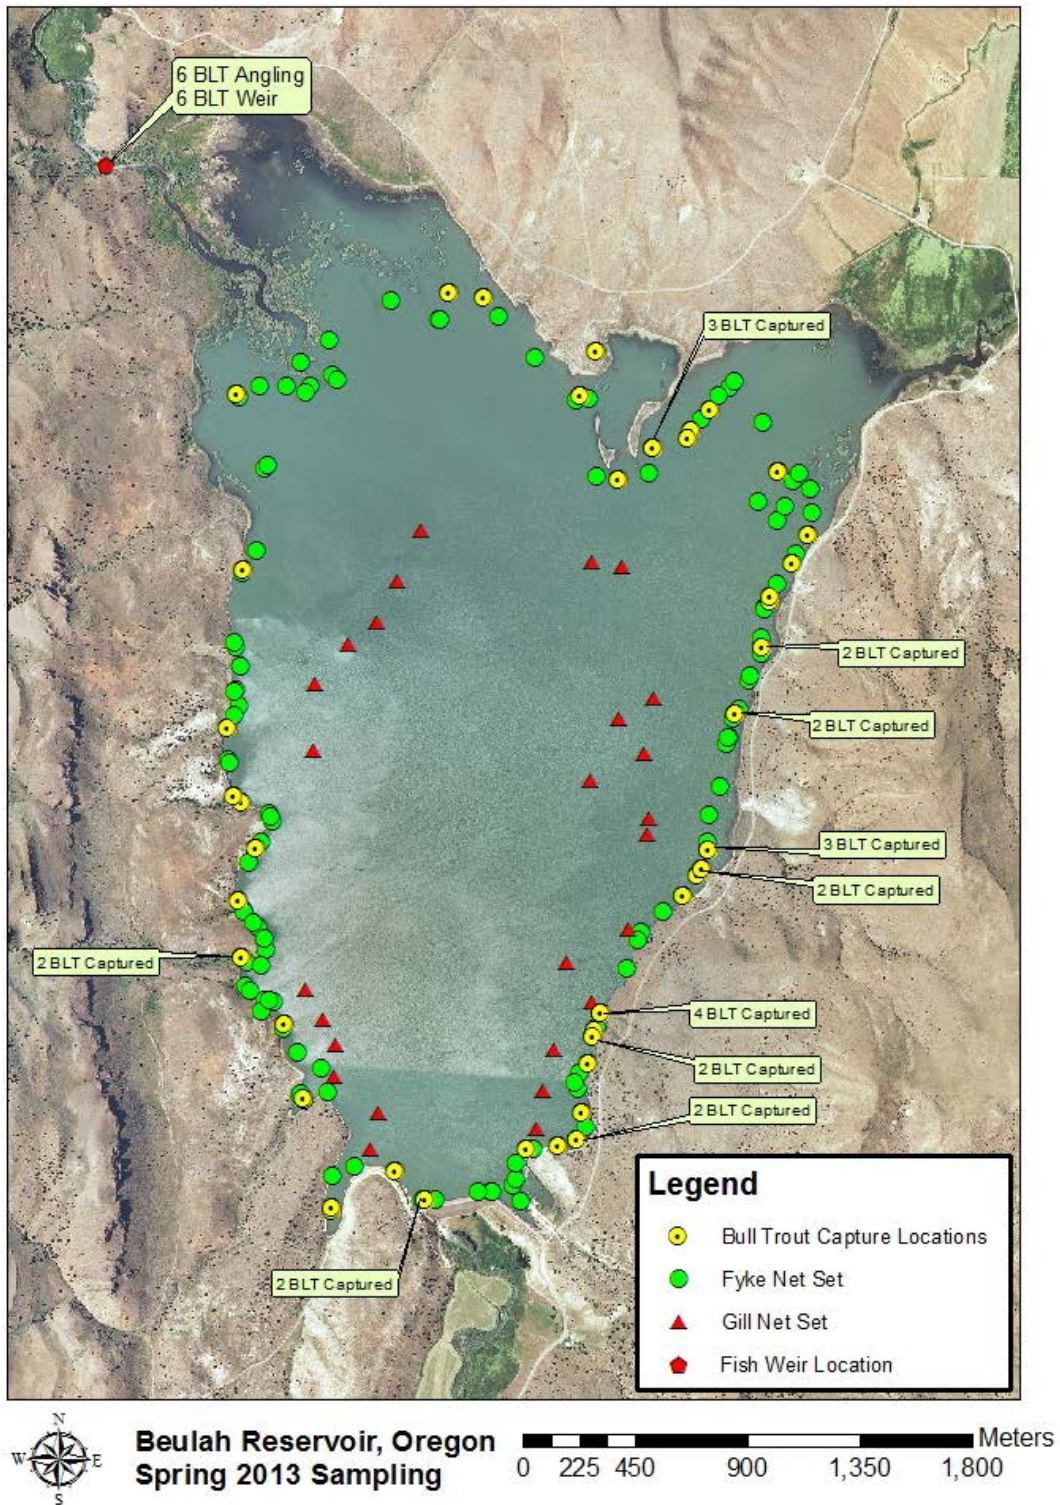 6 BLT Angling
6 BLT Weir
3 BLT Captured
2 BLT Captured
2 BLT Captured
3 BLT Captured
2 BLT Captured
2 BLT Captured
4 BLT Captured
2 BLT Captured
2 BLT Captured
2 BLT Captured
Legend
Bull Trout Capture Locations
Fyke Net Set
Gill Net Set
Fish Weir Location
N
W E
S
Beulah Reservoir, Oregon
Spring 2013 Sampling
Meters
0 225 450 900 1,350 1,800